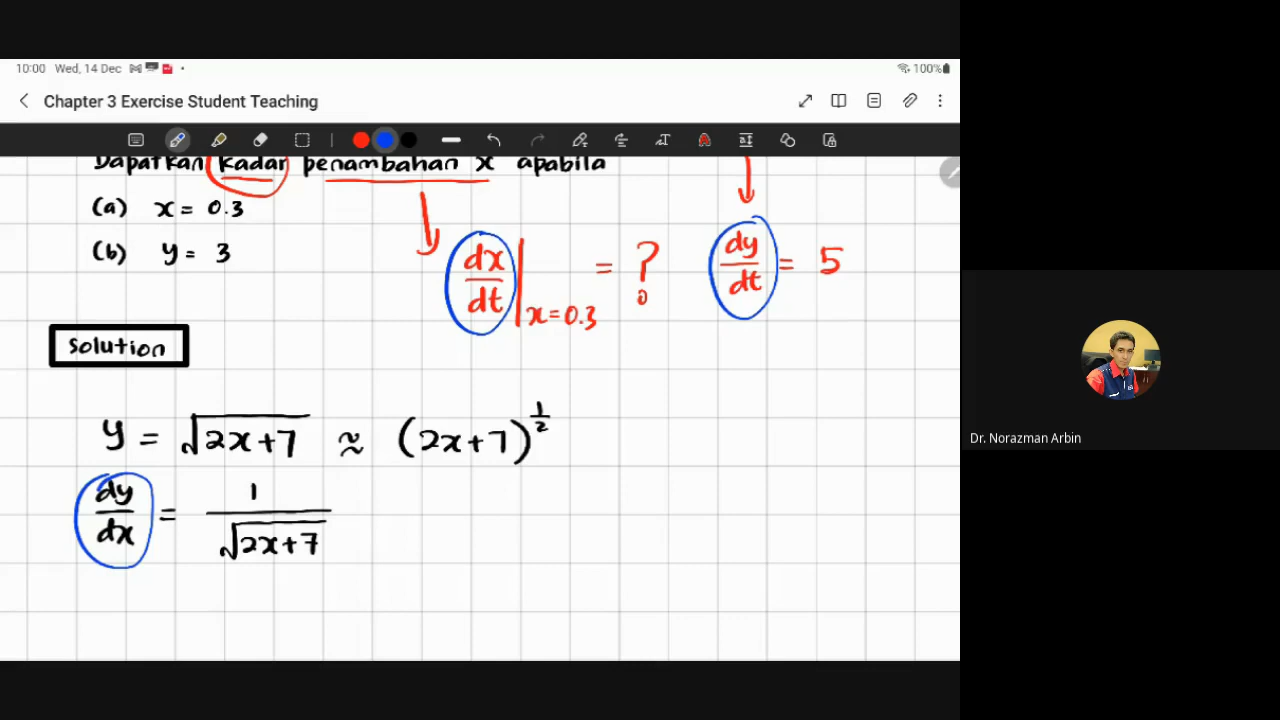 10:00 Wed, 14 Dec 100%
Chapter 3 Exercise Student Teaching
Dapatkan kadar penambahan x apabila
(a) x = 0.3
(b) y = 3
dx/dt |x=0.3 = ? dy/dt = 5
Solution
y = √(2x+7) ≈ (2x+7)^(1/2)
dy/dx = 1/√(2x+7)
Dr. Norazman Arbin